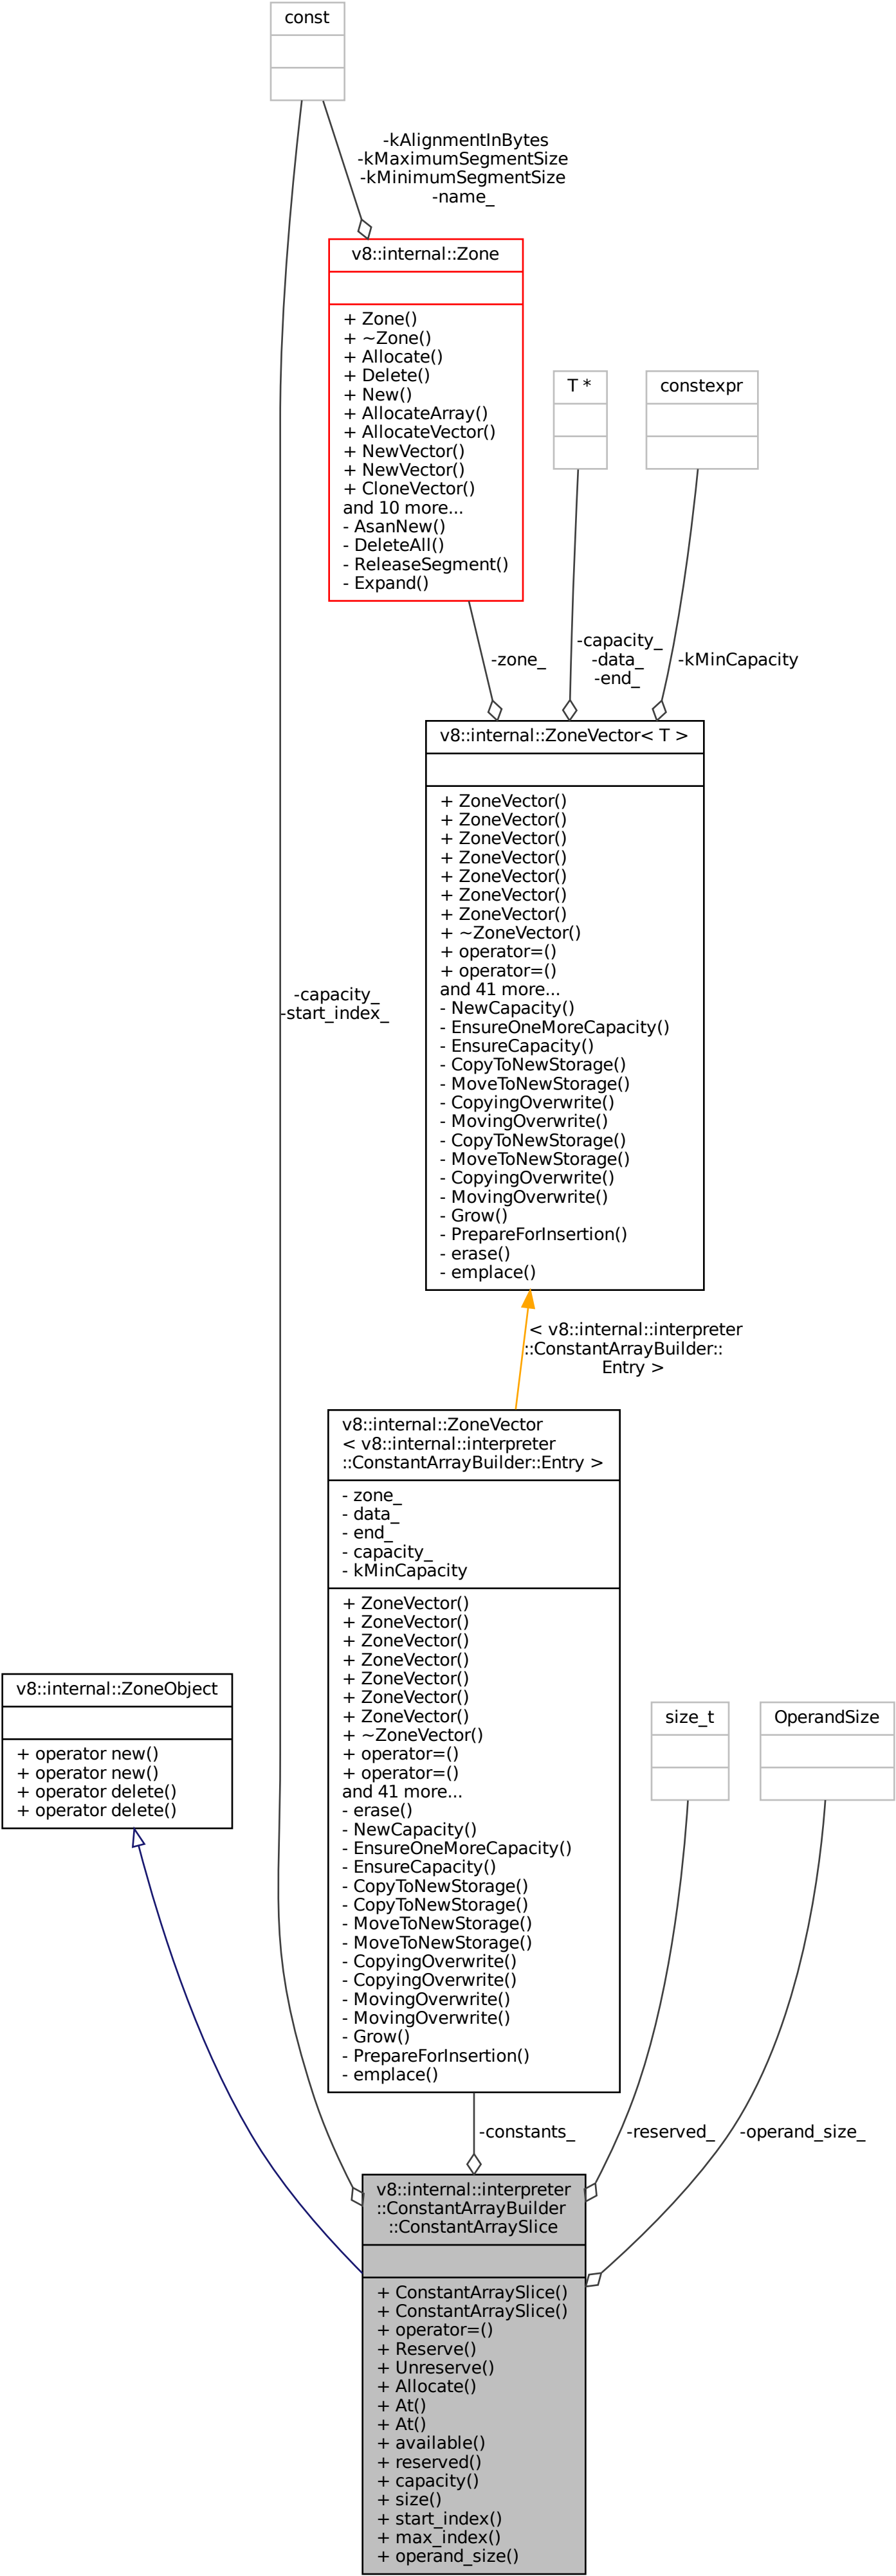 const
-kAlignmentInBytes
-kMaximumSegmentSize
-kMinimumSegmentSize
-name_
v8::internal::Zone
+ Zone()
+ ~Zone()
+ Allocate()
+ Delete()
+ New()
+ AllocateArray()
+ AllocateVector()
+ NewVector()
+ NewVector()
+ CloneVector()
and 10 more...
- AsanNew()
- DeleteAll()
- ReleaseSegment()
- Expand()
T *
constexpr
-zone_
-capacity_
-data_
-end_
-kMinCapacity
v8::internal::ZoneVector< T >
+ ZoneVector()
+ ZoneVector()
+ ZoneVector()
+ ZoneVector()
+ ZoneVector()
+ ZoneVector()
+ ZoneVector()
+ ~ZoneVector()
+ operator=()
+ operator=()
and 41 more...
- NewCapacity()
- EnsureOneMoreCapacity()
- EnsureCapacity()
- CopyToNewStorage()
- MoveToNewStorage()
- CopyingOverwrite()
- MovingOverwrite()
- CopyToNewStorage()
- MoveToNewStorage()
- CopyingOverwrite()
- MovingOverwrite()
- Grow()
- PrepareForInsertion()
- erase()
- emplace()
-capacity_
-start_index_
< v8::internal::interpreter
::ConstantArrayBuilder::
Entry >
v8::internal::ZoneVector
< v8::internal::interpreter
::ConstantArrayBuilder::Entry >
- zone_
- data_
- end_
- capacity_
- kMinCapacity
+ ZoneVector()
+ ZoneVector()
+ ZoneVector()
+ ZoneVector()
+ ZoneVector()
+ ZoneVector()
+ ZoneVector()
+ ~ZoneVector()
+ operator=()
+ operator=()
and 41 more...
- erase()
- NewCapacity()
- EnsureOneMoreCapacity()
- EnsureCapacity()
- CopyToNewStorage()
- CopyToNewStorage()
- MoveToNewStorage()
- MoveToNewStorage()
- CopyingOverwrite()
- CopyingOverwrite()
- MovingOverwrite()
- MovingOverwrite()
- Grow()
- PrepareForInsertion()
- emplace()
v8::internal::ZoneObject
+ operator new()
+ operator new()
+ operator delete()
+ operator delete()
size_t
OperandSize
-constants_
-reserved_
-operand_size_
v8::internal::interpreter
::ConstantArrayBuilder
::ConstantArraySlice
+ ConstantArraySlice()
+ ConstantArraySlice()
+ operator=()
+ Reserve()
+ Unreserve()
+ Allocate()
+ At()
+ At()
+ available()
+ reserved()
+ capacity()
+ size()
+ start_index()
+ max_index()
+ operand_size()